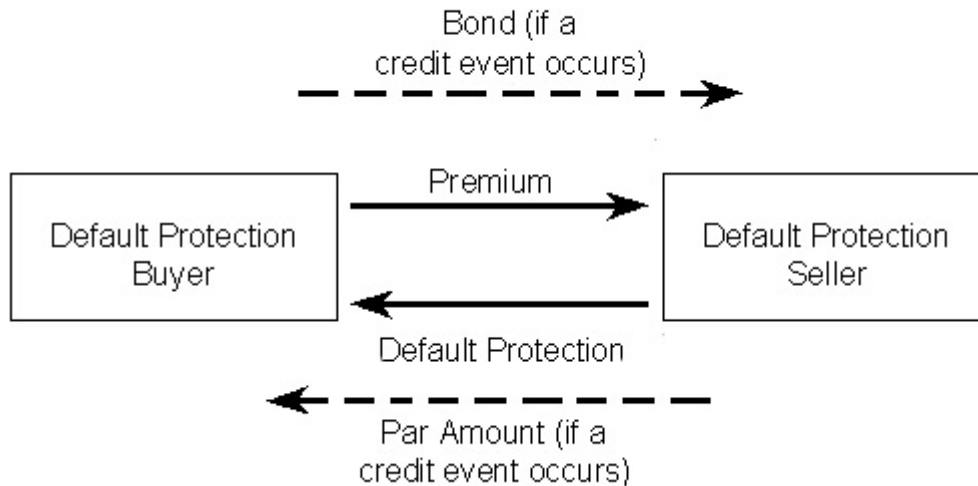 Bond (if a
credit event occurs)
Premium
Default Protection
Buyer
Default Protection
Seller
Default Protection
Par Amount (if a
credit event occurs)